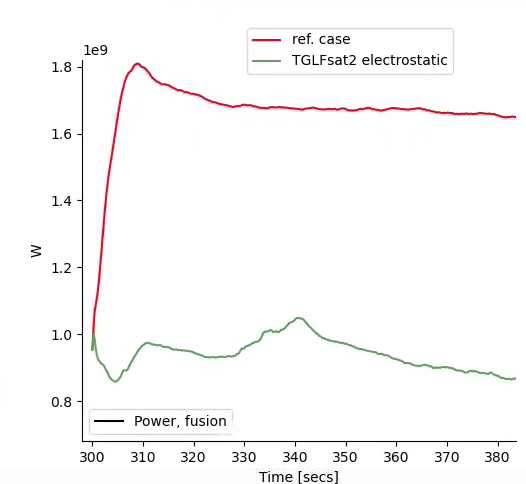 ref. case
TGLFsat2 electrostatic
1e9
1.8
1.6
1.4
1.2
1.0
0.8
W
Power, fusion
300 310 320 330 340 350 360 370 380
Time [secs]